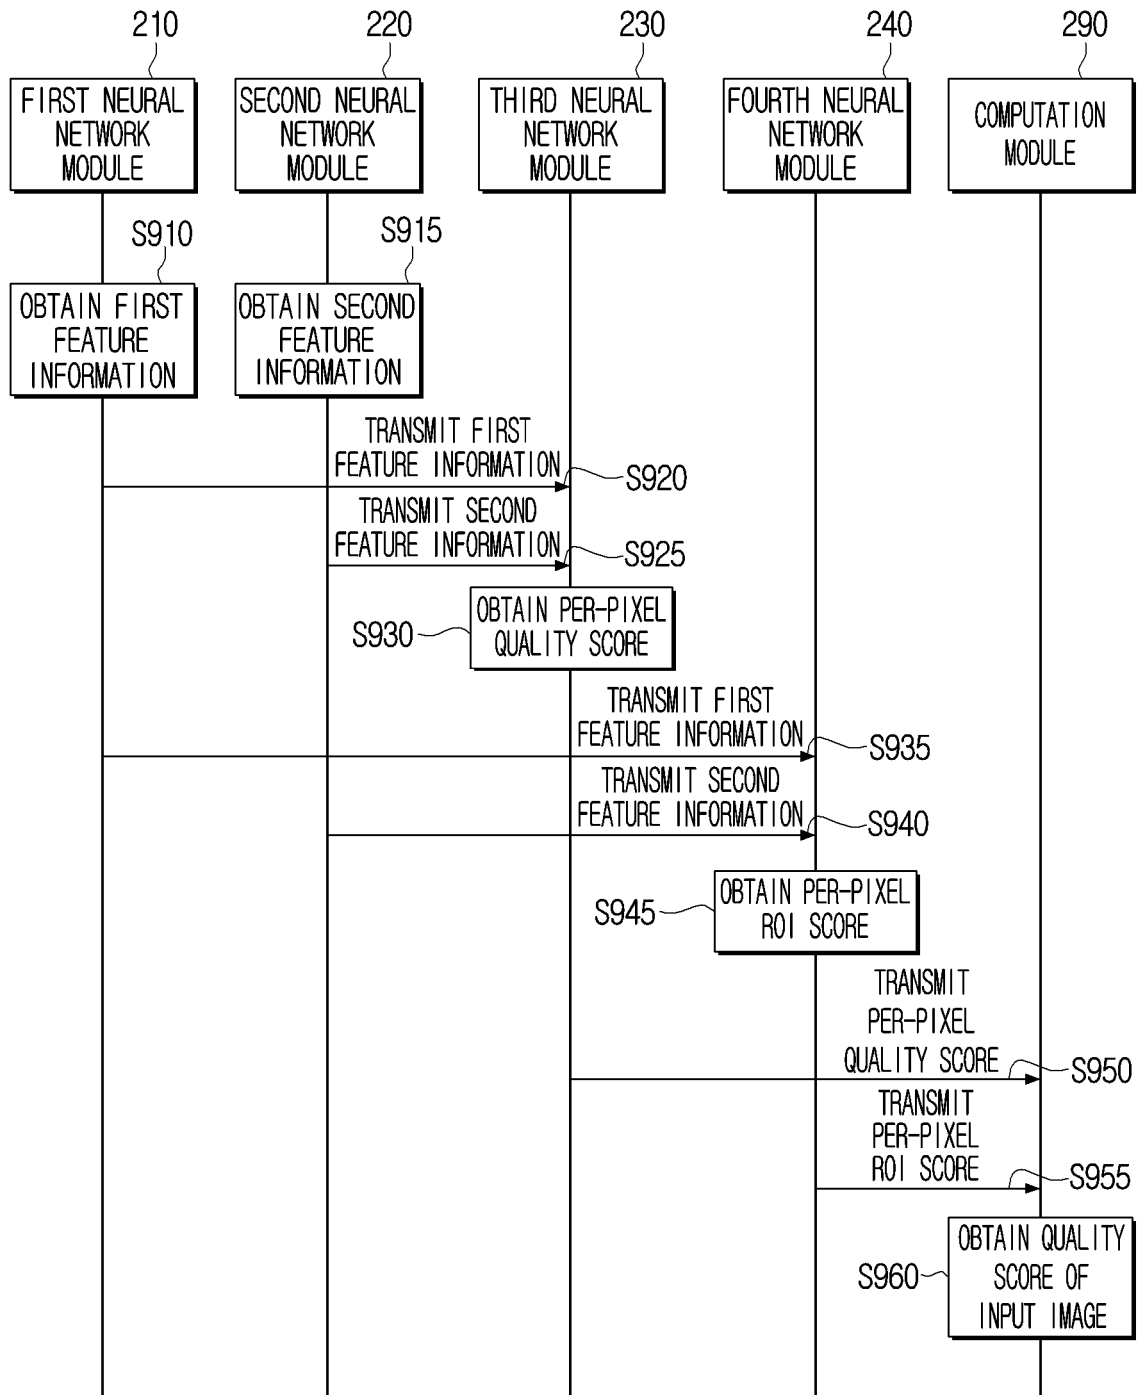 210
220
230
240
290
FIRST NEURAL
NETWORK
MODULE
SECOND NEURAL
NETWORK
MODULE
THIRD NEURAL
NETWORK
MODULE
FOURTH NEURAL
NETWORK
MODULE
COMPUTATION
MODULE
S910
S915
OBTAIN FIRST
FEATURE
INFORMATION
OBTAIN SECOND
FEATURE
INFORMATION
TRANSMIT FIRST
FEATURE INFORMATION
S920
TRANSMIT SECOND
FEATURE INFORMATION
S925
S930
OBTAIN PER-PIXEL
QUALITY SCORE
TRANSMIT FIRST
FEATURE INFORMATION
S935
TRANSMIT SECOND
FEATURE INFORMATION
S940
S945
OBTAIN PER-PIXEL
ROI SCORE
TRANSMIT
PER-PIXEL
QUALITY SCORE
S950
TRANSMIT
PER-PIXEL
ROI SCORE
S955
S960
OBTAIN QUALITY
SCORE OF
INPUT IMAGE